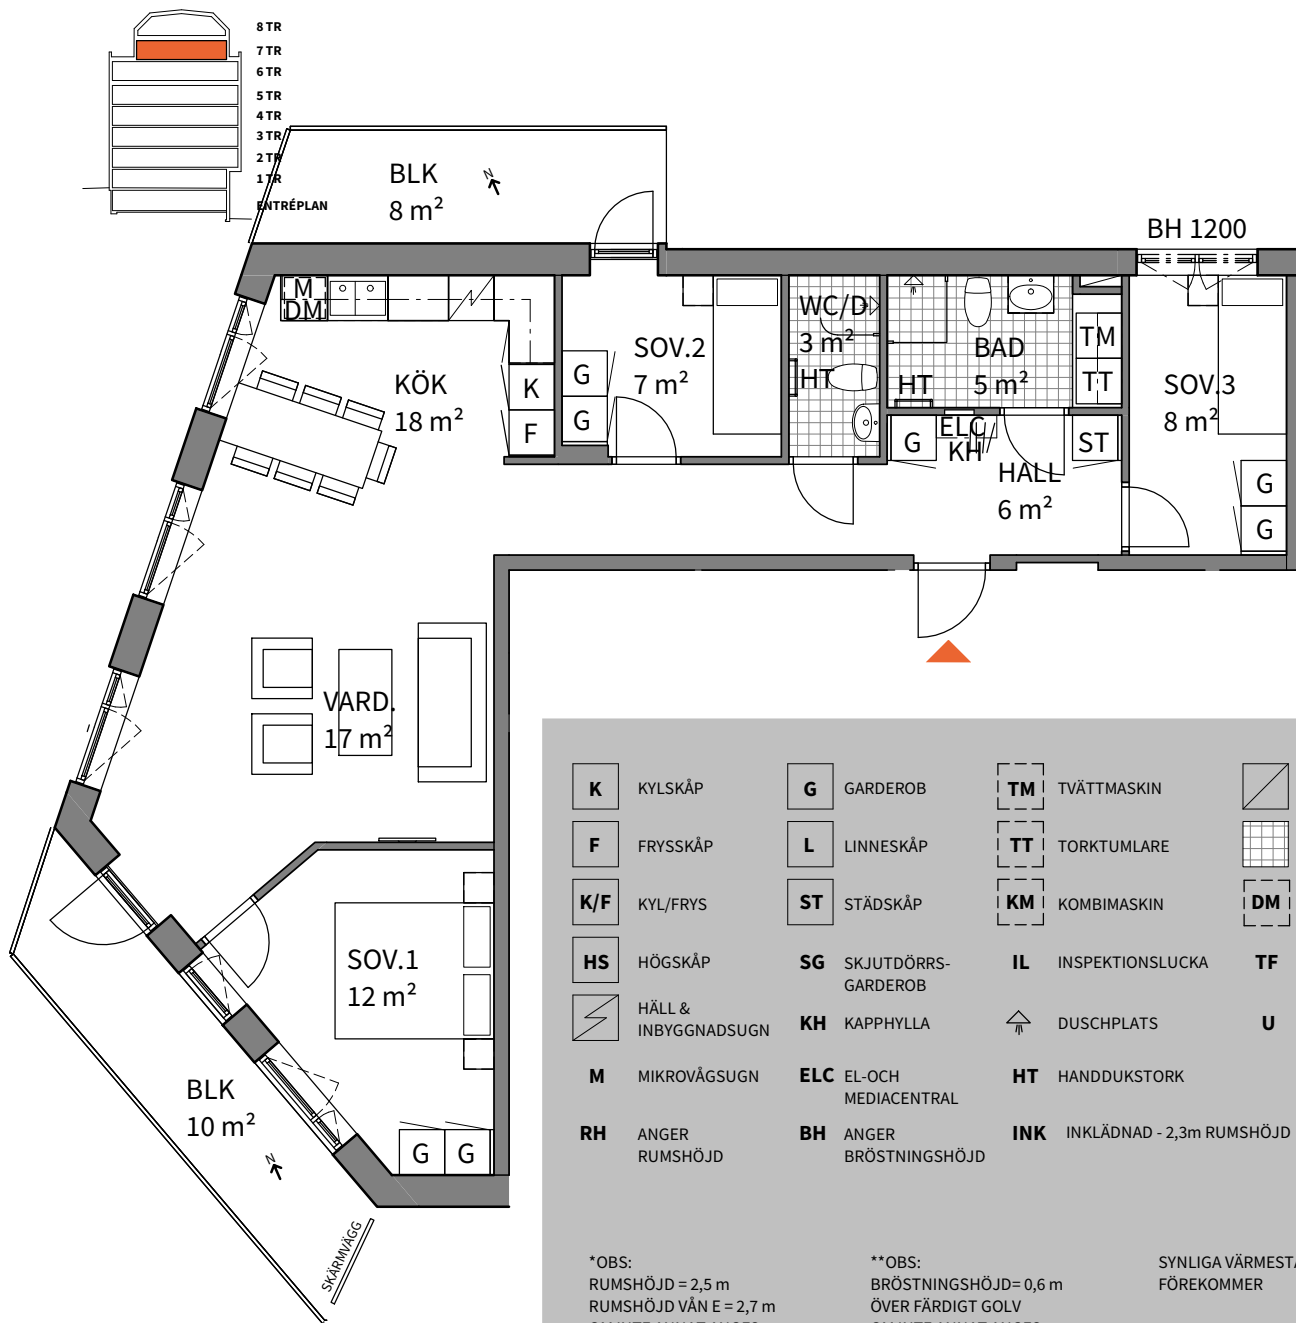 8 TR
7 TR
6 TR
5 TR
4 TR
3 TR
2 TR
1 TR
ENTRÉPLAN
BLK
8 m²
N
BH 1200
M
DM
KÖK
18 m²
K
F
G
G
SOV.2
7 m²
WC/D
3 m²
HT
BAD
5 m²
HT
TM
TT
SOV.3
8 m²
G
ELC
KH
ST
HALL
6 m²
G
G
VARD.
17 m²
SOV.1
12 m²
G
G
BLK
10 m²
N
SKÄRMVÄGG
K KYLSKÅP
F FRYSSKÅP
K/F KYL/FRYS
HS HÖGSKÅP
HÄLL &
INBYGGNADSUGN
M MIKROVÅGSUGN
RH ANGER
RUMSHÖJD
G GARDEROB
L LINNESKÅP
ST STÄDSKÅP
SG SKJUTDÖRRS-
GARDEROB
KH KAPPHYLLA
ELC EL-OCH
MEDIACENTRAL
BH ANGER
BRÖSTNINGSHÖJD
TM TVÄTTMASKIN
TT TORKTUMLARE
KM KOMBIMASKIN
IL INSPEKTIONSLUCKA
DUSCHPLATS
HT HANDDUKSTORK
INK INKLÄDNAD - 2,3m RUMSHÖJD
DM
TF
U
*OBS:
RUMSHÖJD = 2,5 m
RUMSHÖJD VÅN E = 2,7 m
**OBS:
BRÖSTNINGSHÖJD= 0,6 m
ÖVER FÄRDIGT GOLV
SYNLIGA
FÖREKOMMER